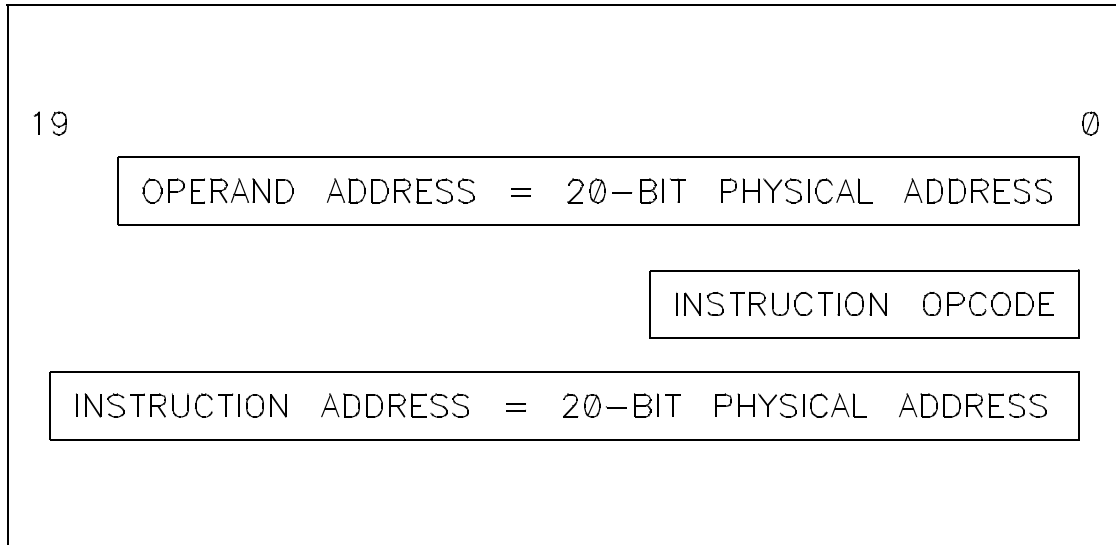 19 0
OPERAND ADDRESS = 20-BIT PHYSICAL ADDRESS
INSTRUCTION OPCODE
INSTRUCTION ADDRESS = 20-BIT PHYSICAL ADDRESS